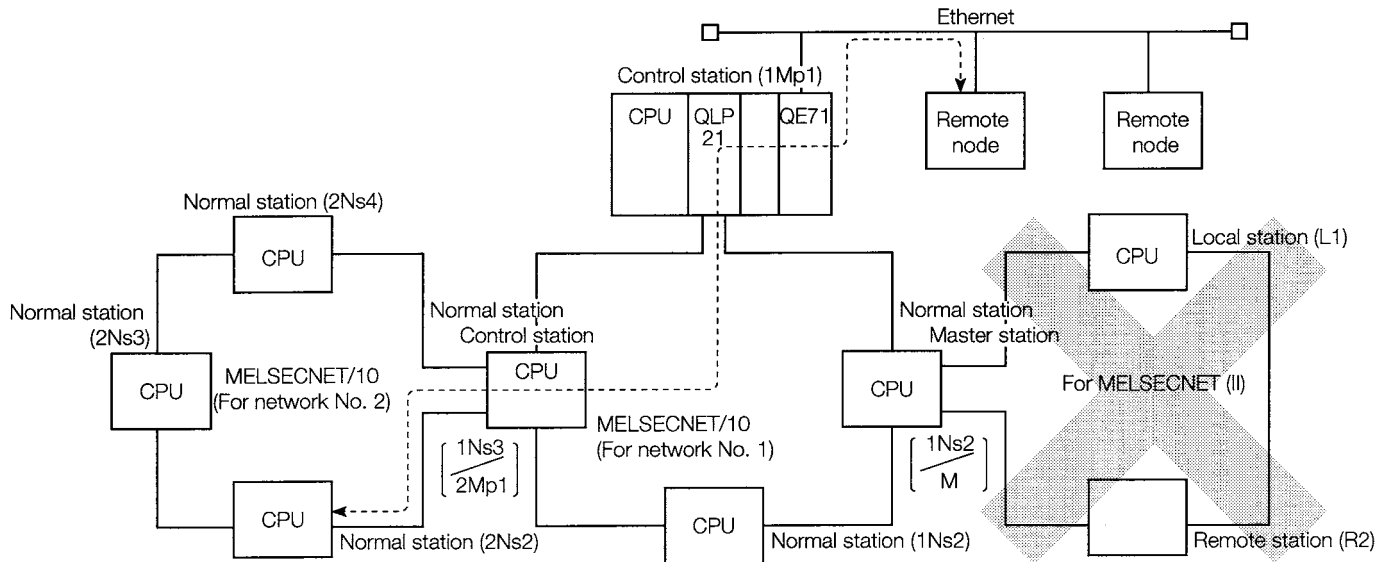 Ethernet
Control station (1Mp1)
CPU
QLP
21
QE71
Remote
node
Remote
node
Normal station (2Ns4)
CPU
Local station (L1)
CPU
Normal station
(2Ns3)
Normal station
Control station
Normal station
Master station
CPU
CPU
CPU
MELSECNET/10
(For network No. 2)
For MELSECNET (II)
MELSECNET/10
(For network No. 1)
1Ns3
2Mp1
1Ns2
M
CPU
CPU
Normal station (2Ns2)
Normal station (1Ns2)
Remote station (R2)